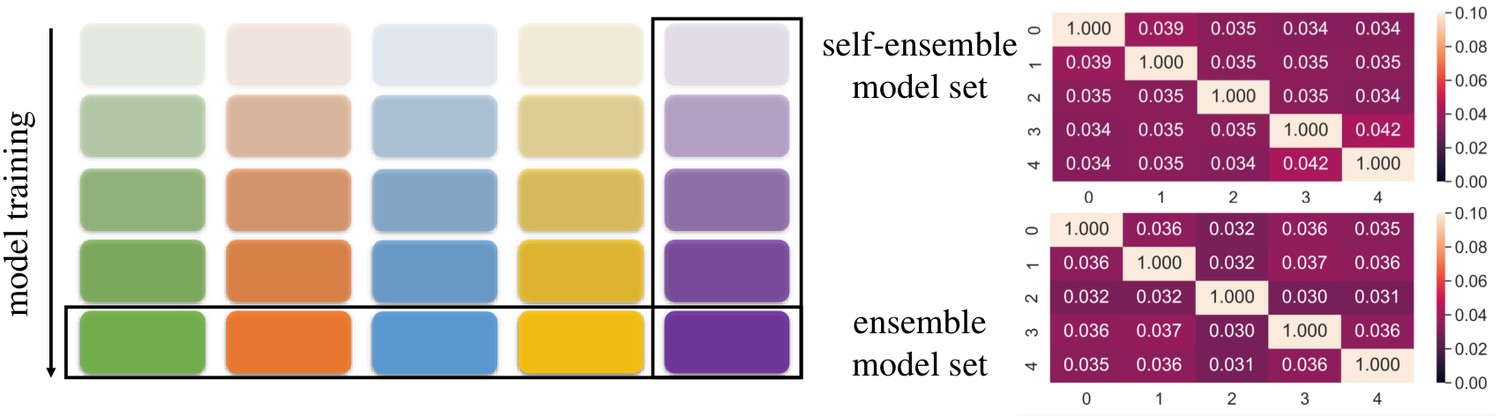 model training
self-ensemble
model set
ensemble
model set
0 1.000 0.039 0.035 0.034 0.034
1 0.039 1.000 0.035 0.035 0.035
2 0.035 0.035 1.000 0.035 0.034
3 0.034 0.035 0.035 1.000 0.042
4 0.034 0.035 0.034 0.042 1.000
0 1 2 3 4
0.10
0.08
0.06
0.04
0.02
0.00
0 1.000 0.036 0.032 0.036 0.035
1 0.036 1.000 0.032 0.037 0.036
2 0.032 0.032 1.000 0.030 0.031
3 0.036 0.037 0.030 1.000 0.036
4 0.035 0.036 0.031 0.036 1.000
0 1 2 3 4
0.10
0.08
0.06
0.04
0.02
0.00